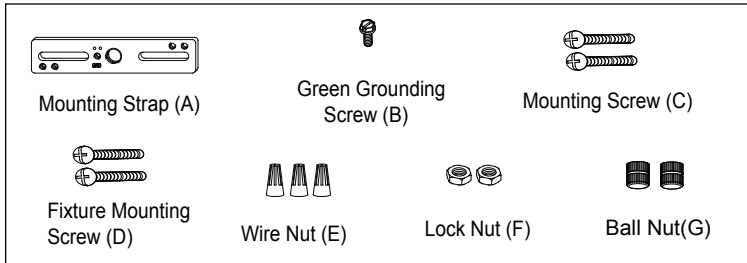 Mounting Strap (A)
Green Grounding
Screw (B)
Mounting Screw (C)
Fixture Mounting
Screw (D)
Wire Nut (E)
Lock Nut (F)
Ball Nut(G)